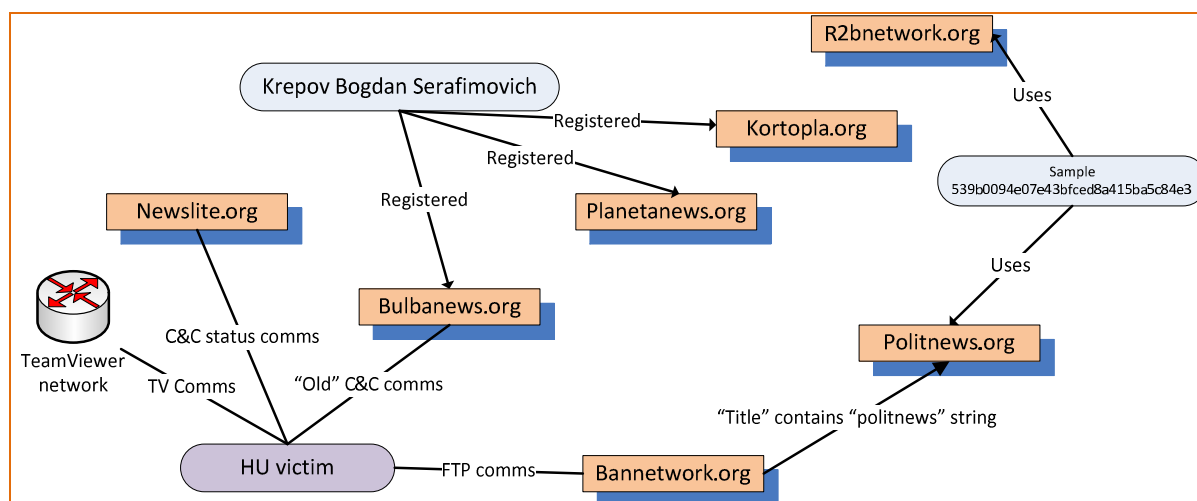 R2bnetwork.org
Krepov Bogdan Serafimovich
Uses
Registered
Kortopla.org
Registered
Sample
539b0094e07e43bfced8a415ba5c84e3
Registered
Newslite.org
Planetanews.org
Uses
Bulbanews.org
C&C status comms
Politnews.org
TeamViewer
network
TV Comms
“Old” C&C comms
“Title” contains “politnews” string
HU victim
FTP comms
Bannetwork.org